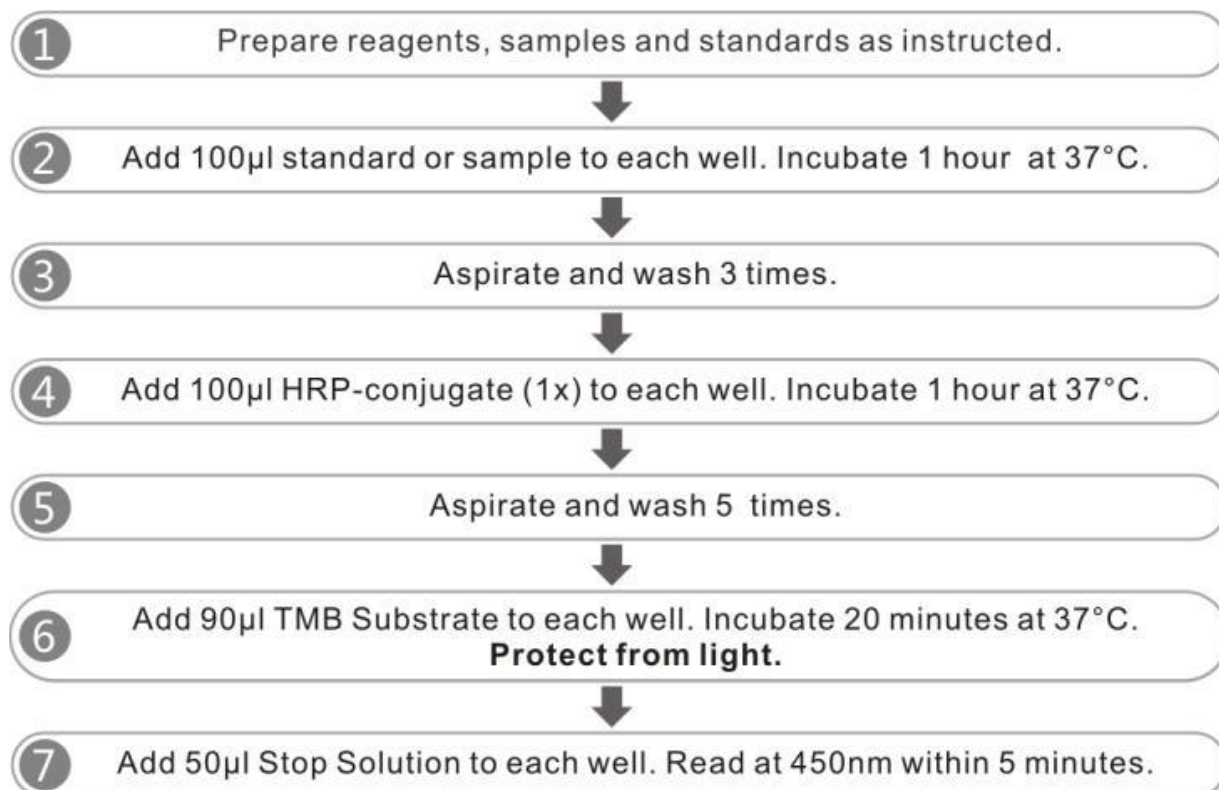 1 Prepare reagents, samples and standards as instructed.
2 Add 100µl standard or sample to each well. Incubate 1 hour at 37°C.
3 Aspirate and wash 3 times.
4 Add 100µl HRP-conjugate (1x) to each well. Incubate 1 hour at 37°C.
5 Aspirate and wash 5 times.
6 Add 90µl TMB Substrate to each well. Incubate 20 minutes at 37°C.
Protect from light.
7 Add 50µl Stop Solution to each well. Read at 450nm within 5 minutes.